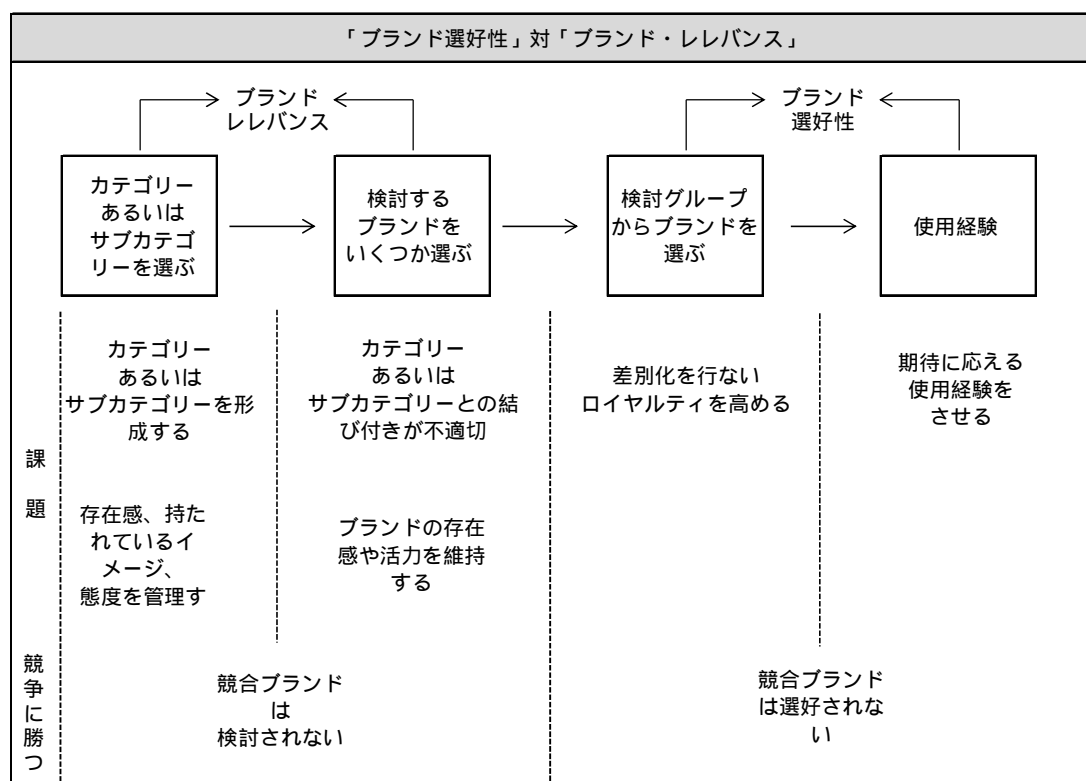 「ブランド選好性」対「ブランド・レレバンス」
ブランド
レレバンス
ブランド
選好性
カテゴリー
あるいは
サブカテゴ
リーを選ぶ
検討する
ブランドを
いくつか選ぶ
検討グループ
からブランドを
選ぶ
使用経験
課題
カテゴリー
あるいは
サブカテゴリーを形
成する
カテゴリー
あるいは
サブカテゴリーとの結
び付きが不適切
差別化を行ない
ロイヤルティを高める
期待に応える
使用経験を
させる
存在感、持た
れているイ
メージ、
態度を管理す
ブランドの存在
感や活力を維持
する
競争に勝つ
競合ブランド
は
検討されない
競合ブランド
は選好されな
い